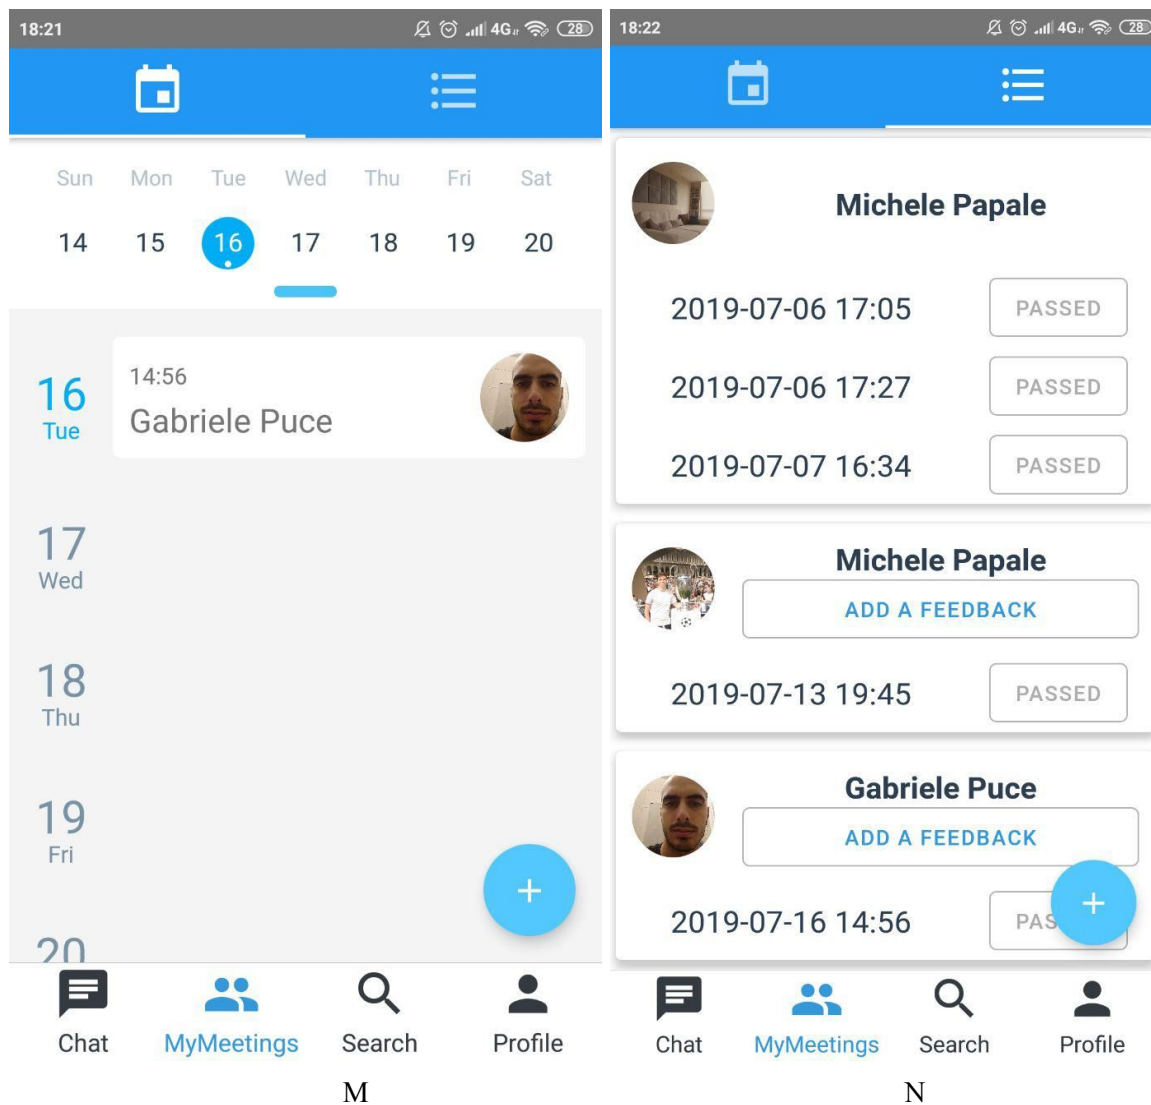 18:21
4G 28
Sun Mon Tue Wed Thu Fri Sat
14 15 16 17 18 19 20
16
Tue
14:56
Gabriele Puce
17
Wed
18
Thu
19
Fri
20
+
Chat MyMeetings Search Profile
M
18:22
4G 28
Michele Papale
2019-07-06 17:05 PASSED
2019-07-06 17:27 PASSED
2019-07-07 16:34 PASSED
Michele Papale
ADD A FEEDBACK
2019-07-13 19:45 PASSED
Gabriele Puce
ADD A FEEDBACK
2019-07-16 14:56 PAS
+
Chat MyMeetings Search Profile
N